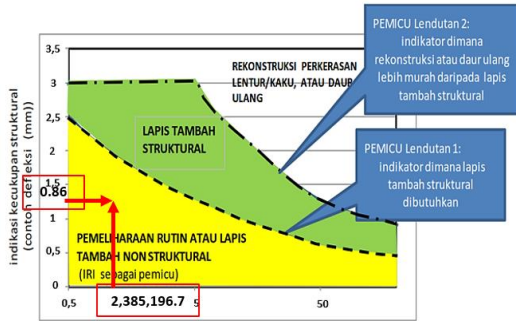 3,5
3
2,5
2
1,5
1
0,5
0
0,5
5
50
indikasi kecukupan struktural
(contoh defleksi (mm))
0.86
2,385,196.7
REKONSTRUKSI PERKERASAN
LENTUR/KAKU, ATAU DAUR
ULANG
LAPIS TAMBAH
STRUKTURAL
PEMELIHARAAN RUTIN ATAU LAPIS
TAMBAH NON STRUKTURAL
(IRI sebagai pemicu)
PEMICU Lendutan 2:
indikator dimana
rekonstruksi atau daur ulang
lebih murah daripada lapis
tambah struktural
PEMICU Lendutan 1:
indikator dimana lapis
tambah struktural
dibutuhkan